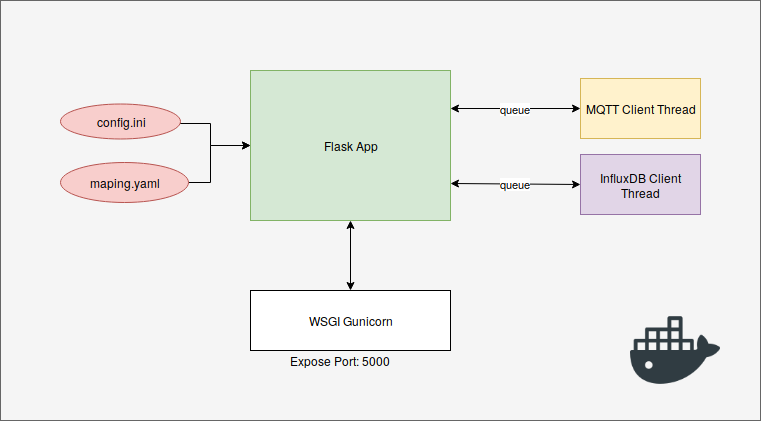 config.ini
maping.yaml
Flask App
queue
MQTT Client Thread
queue
InfluxDB Client
Thread
WSGI Gunicorn
Expose Port: 5000